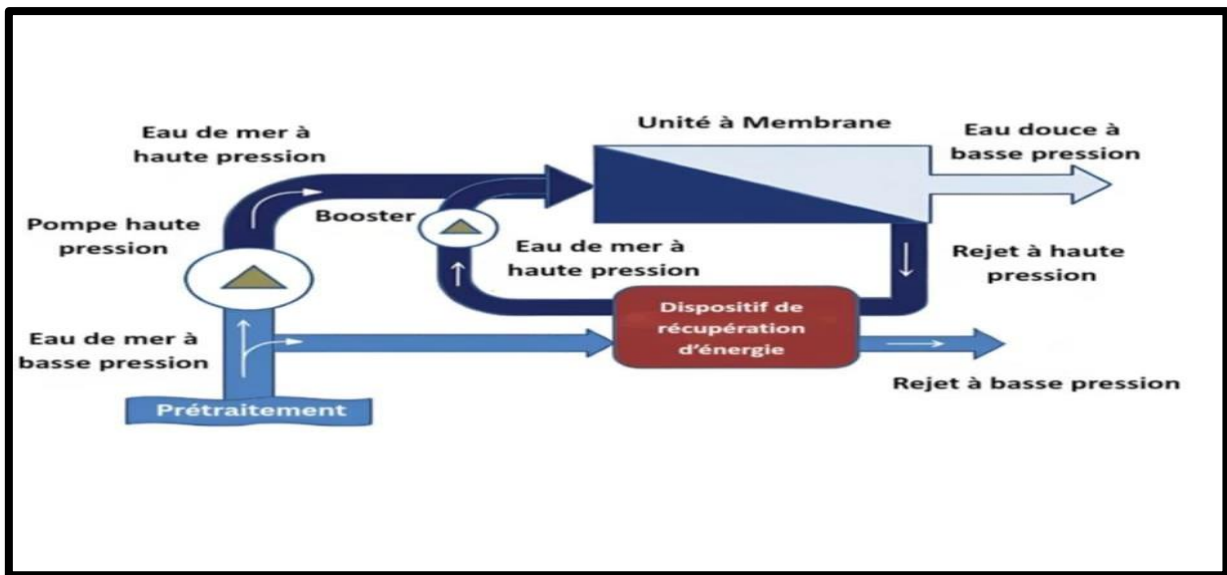 Unité à Membrane
Eau de mer à
haute pression
Eau douce à
basse pression
Booster
Pompe haute
pression
Eau de mer à
haute pression
Rejet à haute
pression
Dispositif de
récupération
d'énergie
Eau de mer à
basse pression
Rejet à basse pression
Prétraitement